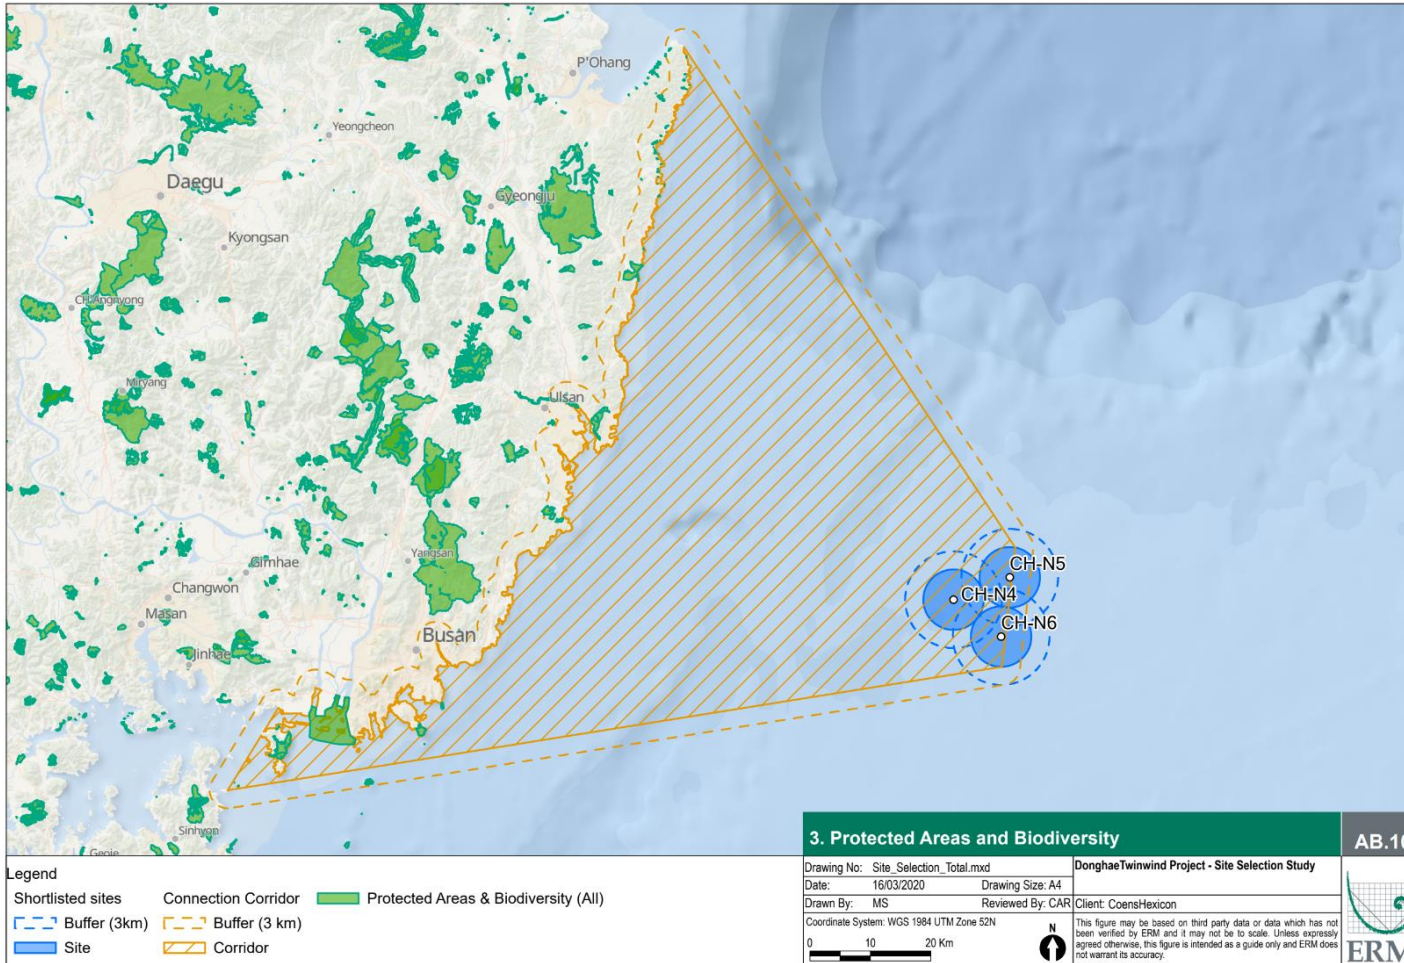 P'Ohang
Yeongcheon
Daegu
Gyeongju
Kyongsan
CH'Angnyong
Miryang
Ulsan
CH-N5
CH-N4
CH-N6
Yangsan
Gimhae
Changwon
Masan
Busan
Jinhae
Sinhyon
Geoje
3. Protected Areas and Biodiversity
AB.10
Drawing No: Site_Selection_Total.mxd
DonghaeTwinwind Project - Site Selection Study
Date: 16/03/2020 Drawing Size: A4
Drawn By: MS Reviewed By: CAR
Client: CoensHexicon
Coordinate System: WGS 1984 UTM Zone 52N
0 10 20 Km
N
This figure may be based on third party data or data which has not
been verified by ERM and it may not be to scale. Unless expressly
agreed otherwise, this figure is intended as a guide only and ERM does
not warrant its accuracy.
ERM
Legend
Shortlisted sites
Buffer (3km)
Site
Connection Corridor
Buffer (3 km)
Corridor
Protected Areas & Biodiversity (All)